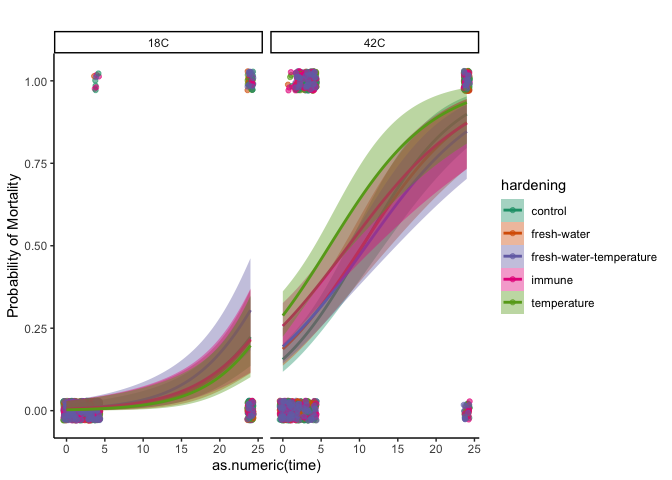 18C
42C
Probability of Mortality
1.00
0.75
0.50
0.25
0.00
0
5
10
15
20
25
0
5
10
15
20
25
as.numeric(time)
hardening
control
fresh-water
fresh-water-temperature
immune
temperature